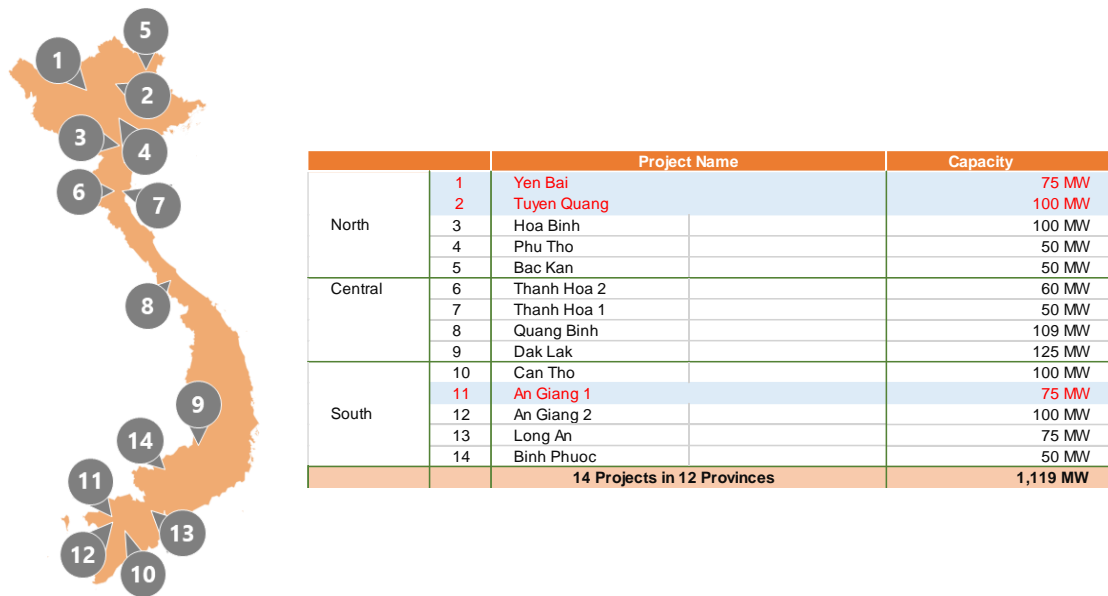 5
1
2
3
4
6
7
8
9
14
11
13
12
10
Project Name Capacity
North
1 Yen Bai 75 MW
2 Tuyen Quang 100 MW
3 Hoa Binh 100 MW
4 Phu Tho 50 MW
5 Bac Kan 50 MW
Central
6 Thanh Hoa 2 60 MW
7 Thanh Hoa 1 50 MW
8 Quang Binh 109 MW
9 Dak Lak 125 MW
South
10 Can Tho 100 MW
11 An Giang 1 75 MW
12 An Giang 2 100 MW
13 Long An 75 MW
14 Binh Phuoc 50 MW
14 Projects in 12 Provinces 1,119 MW